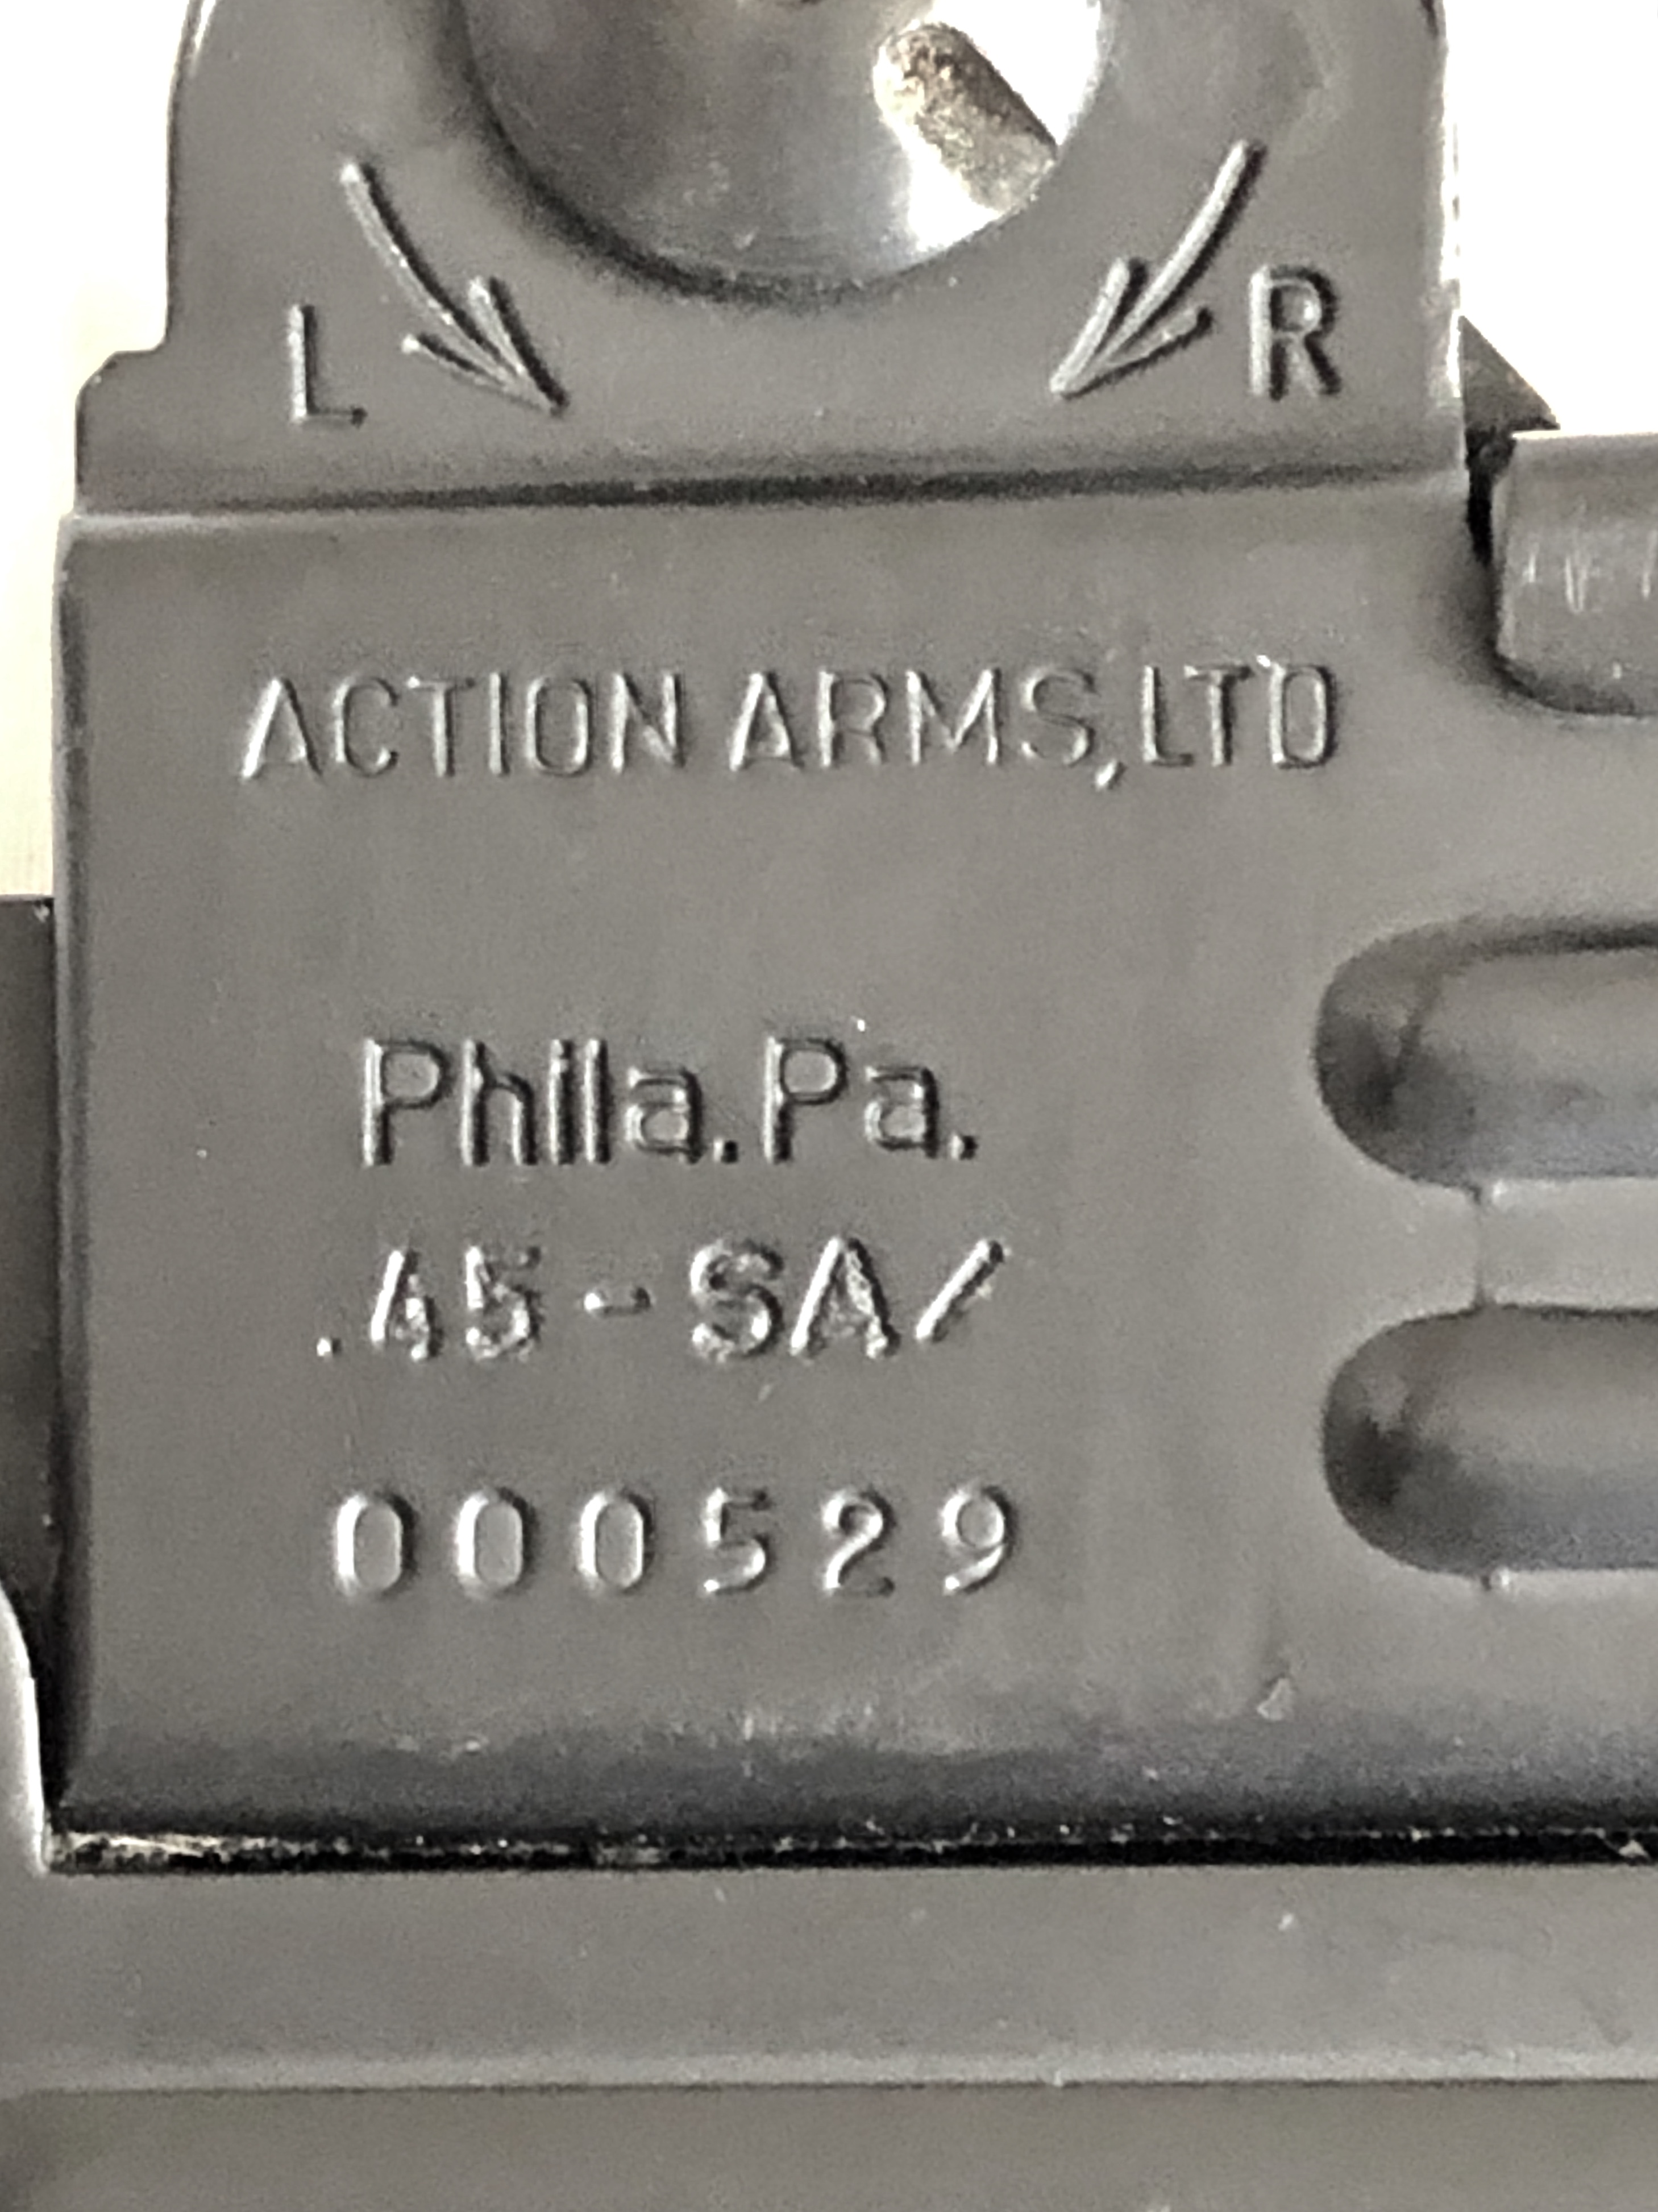 L R
ACTION ARMS,LTD
Phila.Pa.
.45-SA/
000529